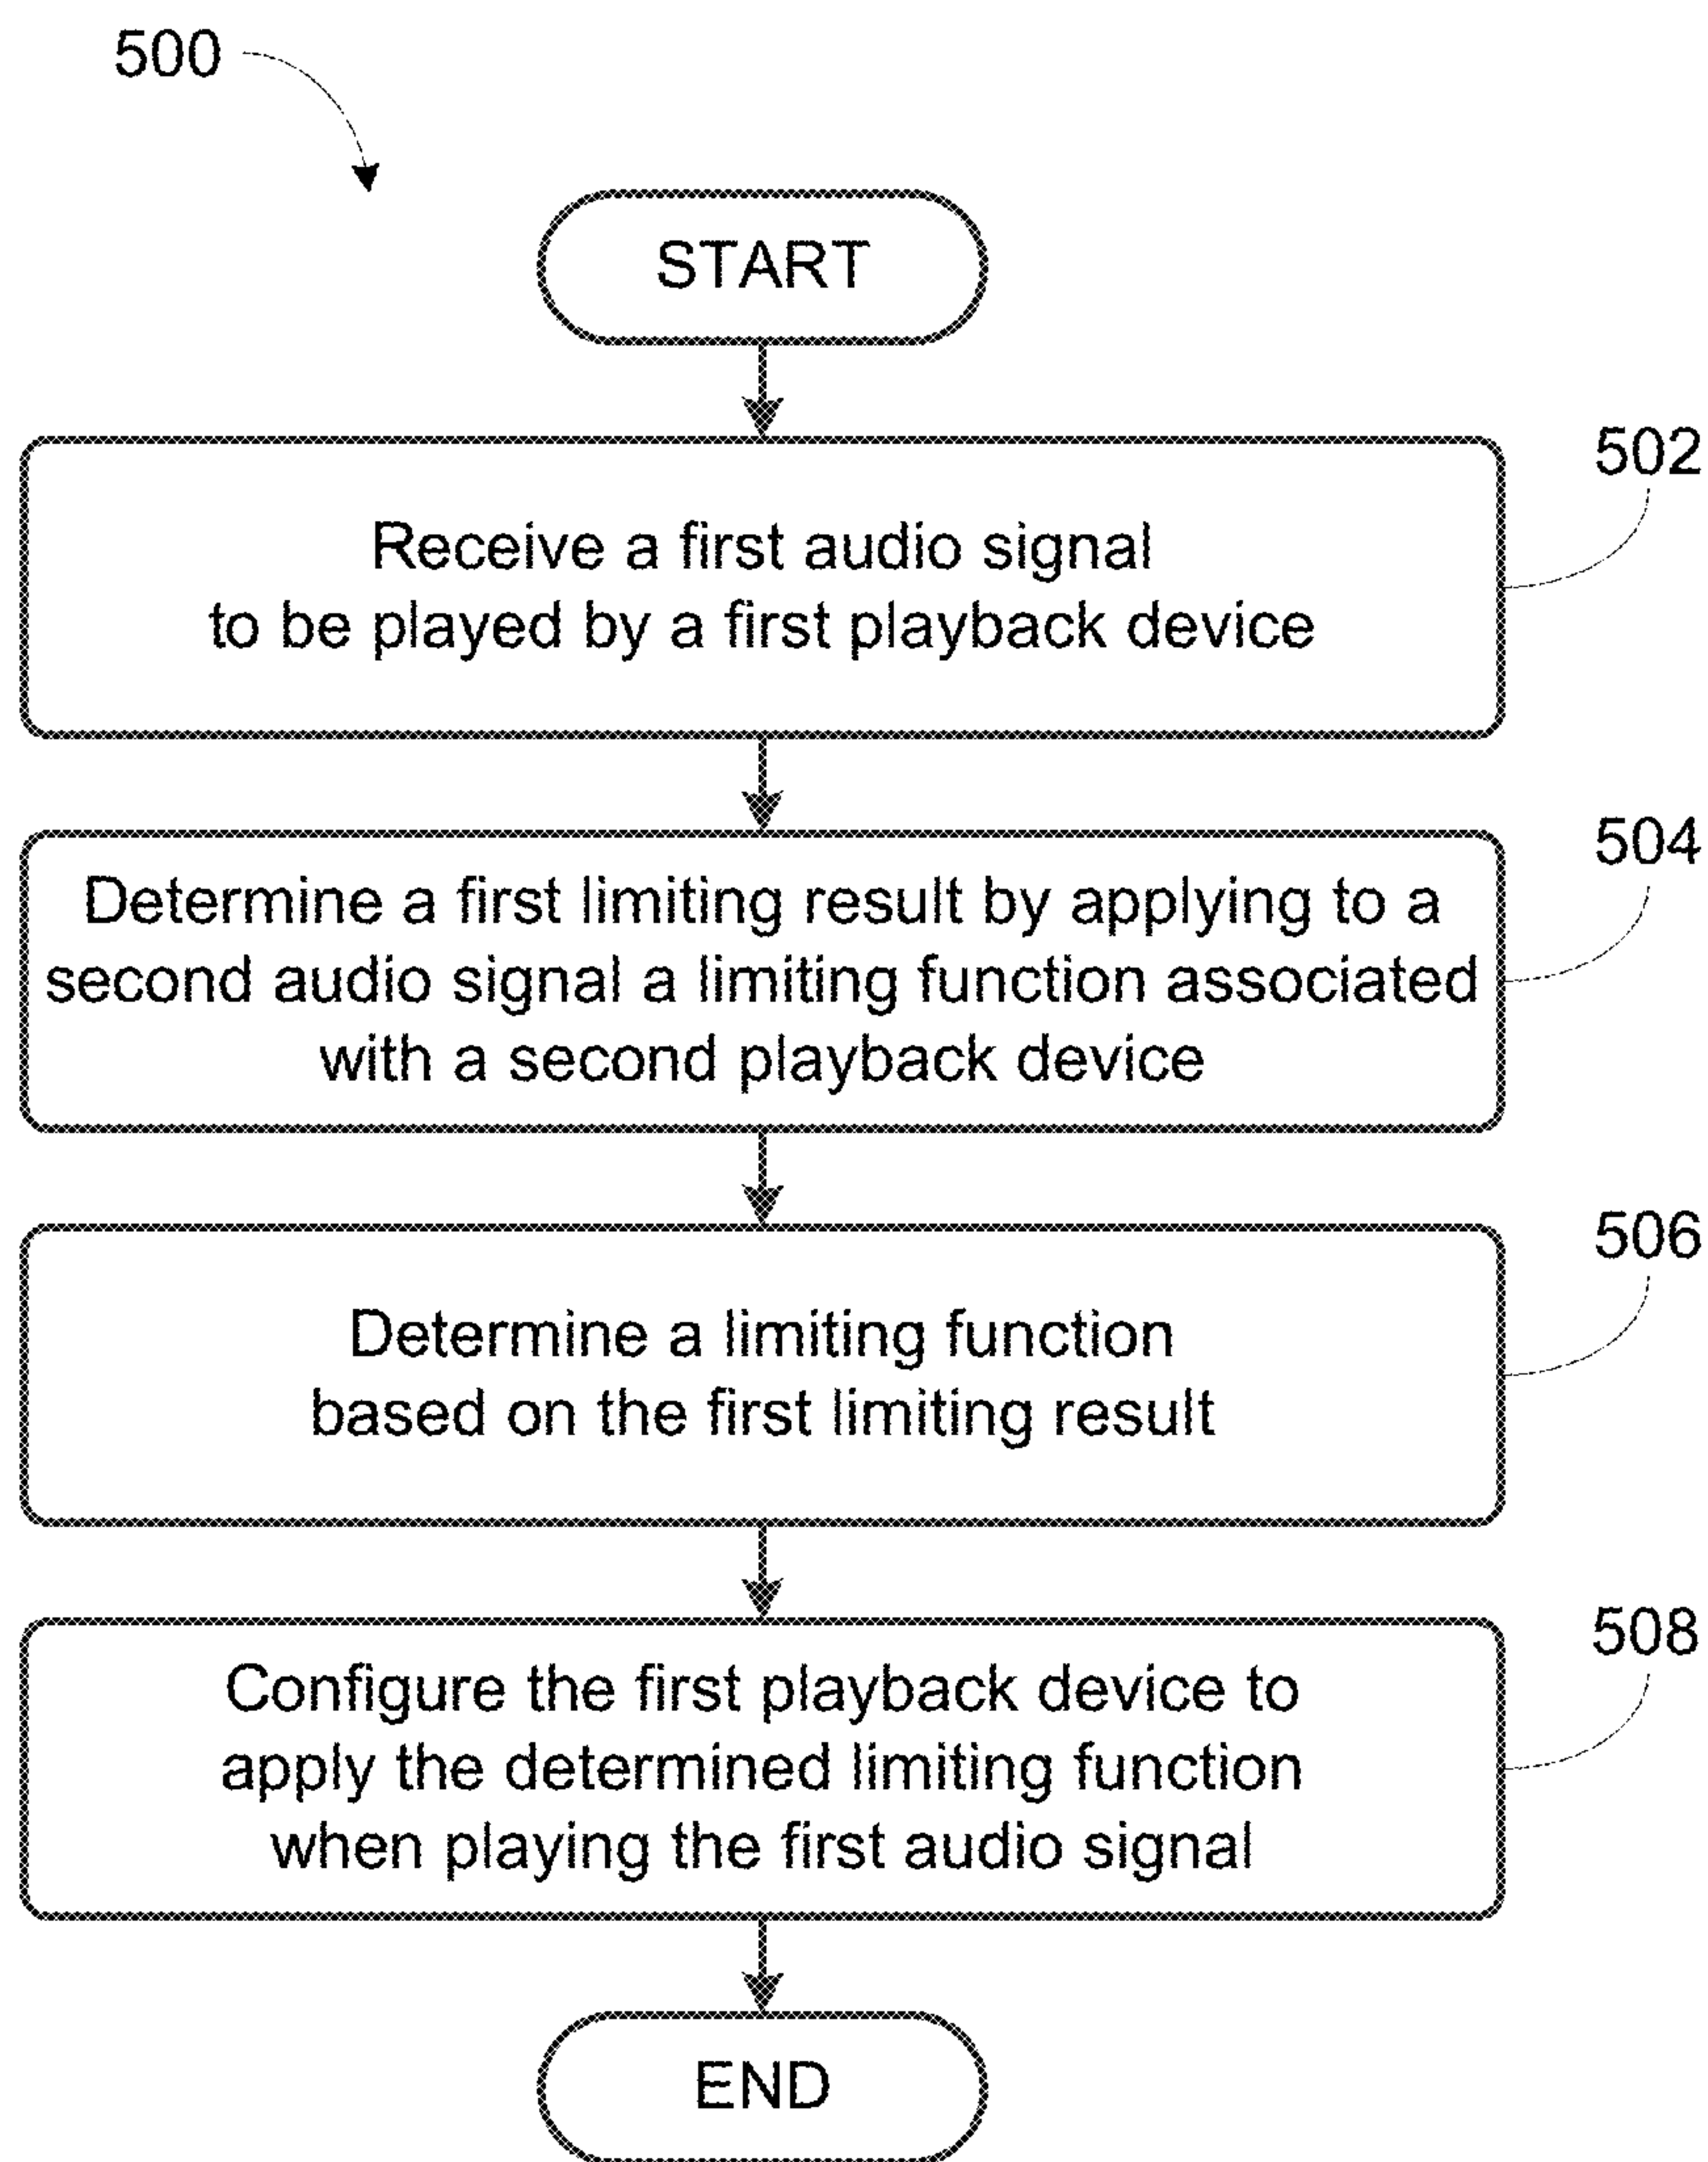 500
START
502
Receive a first audio signal
to be played by a first playback device
504
Determine a first limiting result by applying to a
second audio signal a limiting function associated
with a second playback device
506
Determine a limiting function
based on the first limiting result
508
Configure the first playback device to
apply the determined limiting function
when playing the first audio signal
END